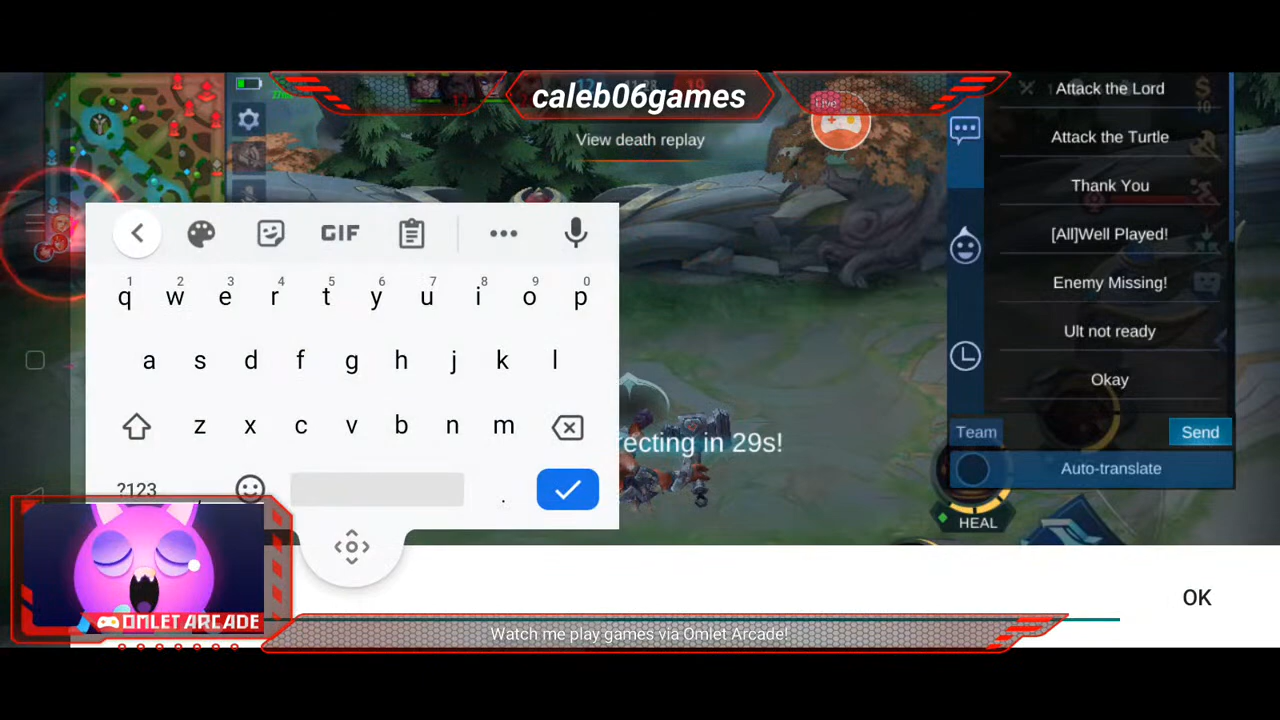 caleb06games
Live
View death replay
Attack the Lord
Attack the Turtle
Thank You
[All]Well Played!
Enemy Missing!
Ult not ready
Okay
Team
Send
Auto-translate
HEAL
recting in 29s!
GIF
1 2 3 4 5 6 7 8 9 0
q w e r t y u i o p
a s d f g h j k l
z x c v b n m
?123 , .
OK
OMLET ARCADE
Watch me play games via Omlet Arcade!